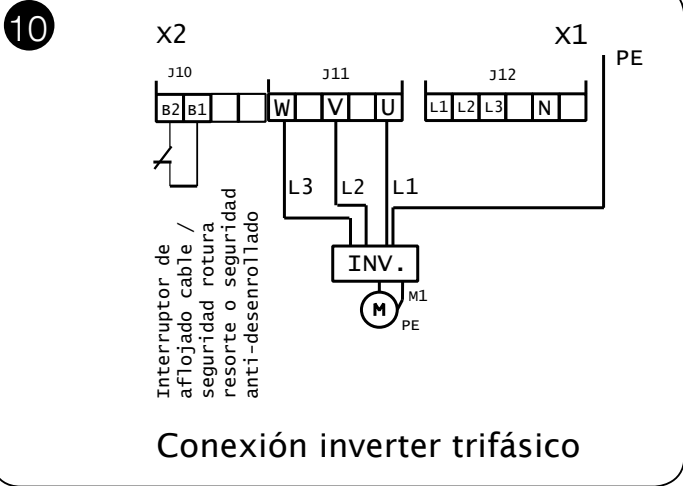 10
X2
X1
PE
J10
J11
J12
B2 B1
W V U
L1 L2 L3 N
L3
L2
L1
INV.
M
M1
PE
Interruptor de
aflojado cable /
seguridad rotura
resorte o seguridad
anti-desenrollado
Conexión inverter trifásico